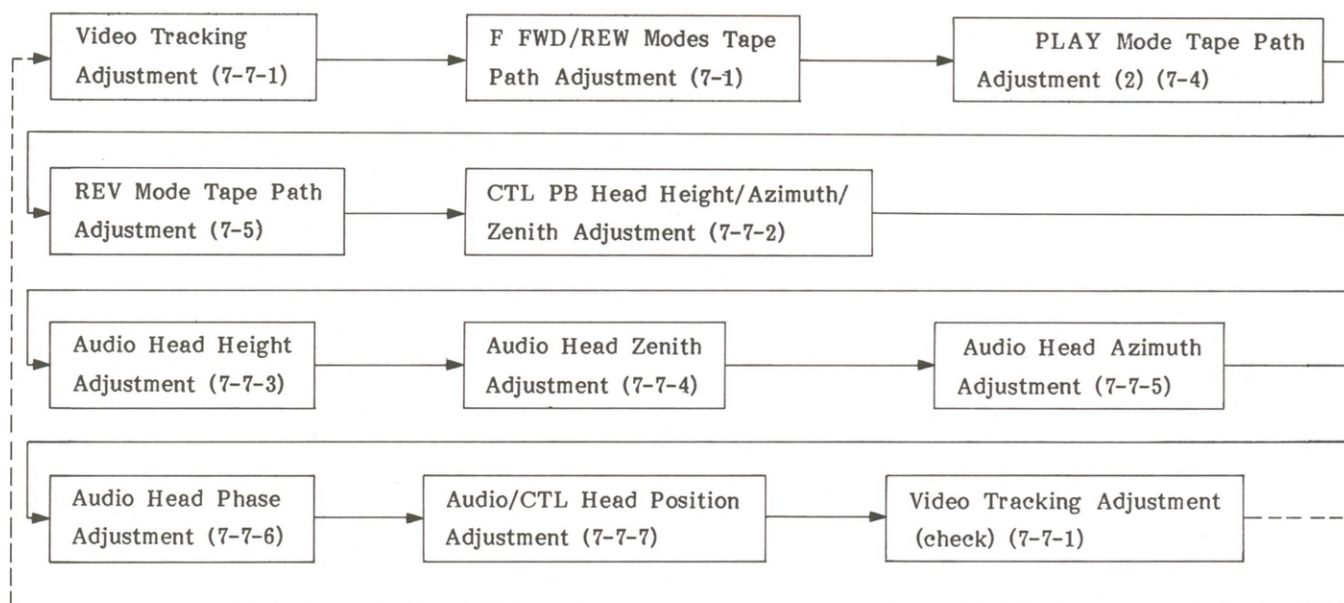 Video Tracking
Adjustment (7-7-1)
F FWD/REW Modes Tape
Path Adjustment (7-1)
PLAY Mode Tape Path
Adjustment (2) (7-4)
REV Mode Tape Path
Adjustment (7-5)
CTL PB Head Height/Azimuth/
Zenith Adjustment (7-7-2)
Audio Head Height
Adjustment (7-7-3)
Audio Head Zenith
Adjustment (7-7-4)
Audio Head Azimuth
Adjustment (7-7-5)
Audio Head Phase
Adjustment (7-7-6)
Audio/CTL Head Position
Adjustment (7-7-7)
Video Tracking Adjustment
(check) (7-7-1)